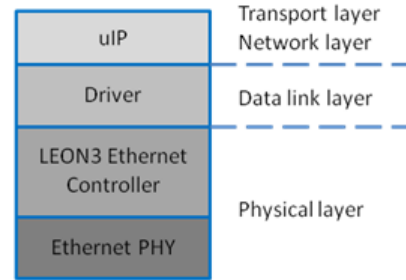 uIP
Transport layer
Network layer
Driver
Data link layer
LEON3 Ethernet
Controller
Physical layer
Ethernet PHY